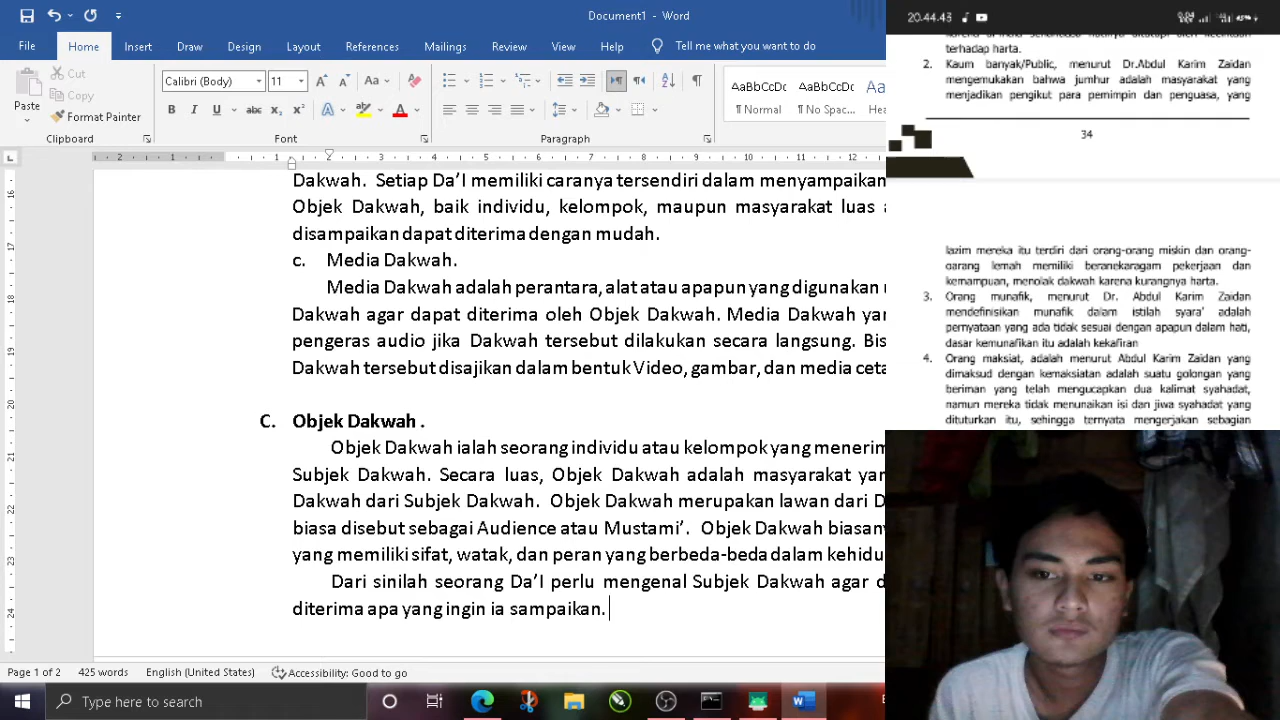 Document1 - Word
File Home Insert Draw Design Layout References Mailings Review View Help Tell me what you want to do
Paste
Cut
Copy
Format Painter
Calibri (Body) 11
Clipboard Font Paragraph
AaBbCcDc AaBbCcDc
¶ Normal ¶ No Spac...
Dakwah. Setiap Da’I memiliki caranya tersendiri dalam menyampaikan
Objek Dakwah, baik individu, kelompok, maupun masyarakat luas
disampaikan dapat diterima dengan mudah.
c. Media Dakwah.
Media Dakwah adalah perantara, alat atau apapun yang digunakan
Dakwah agar dapat diterima oleh Objek Dakwah. Media Dakwah
pengeras audio jika Dakwah tersebut dilakukan secara langsung.
Dakwah tersebut disajikan dalam bentuk Video, gambar, dan media
C. Objek Dakwah .
Objek Dakwah ialah seorang individu atau kelompok yang
Subjek Dakwah. Secara luas, Objek Dakwah adalah masyarakat
Dakwah dari Subjek Dakwah. Objek Dakwah merupakan lawan dari
biasa disebut sebagai Audience atau Mustami’. Objek Dakwah
yang memiliki sifat, watak, dan peran yang berbeda-beda dalam
Dari sinilah seorang Da’I perlu mengenal Subjek Dakwah agar
diterima apa yang ingin ia sampaikan.
Page 1 of 2 425 words English (United States) Accessibility: Good to go
Type here to search
20.44.43
terhadap harta.
2. Kaum banyak/Public, menurut Dr.Abdul Karim Zaidan
mengemukakan bahwa jumhur adalah masyarakat yang
menjadikan pengikut para pemimpin dan penguasa, yang
34
lazim mereka itu terdiri dari orang-orang miskin dan orang-
oarang lemah memiliki beranekaragam pekerjaan dan
kemampuan, menolak dakwah karena kurangnya harta.
3. Orang munafik, menurut Dr. Abdul Karim Zaidan
mendefinisikan munafik dalam istilah syara’ adalah
pernyataan yang ada tidak sesuai dengan apapun dalam hati,
dasar kemunafikan itu adalah kekafiran
4. Orang maksiat, adalah menurut Abdul Karim Zaidan yang
dimaksud dengan kemaksiatan adalah suatu golongan yang
beriman yang telah mengucapkan dua kalimat syahadat,
namun mereka tidak menunaikan isi dan jiwa syahadat yang
dituturkan itu, sehingga ternyata mengerjakan sebagian